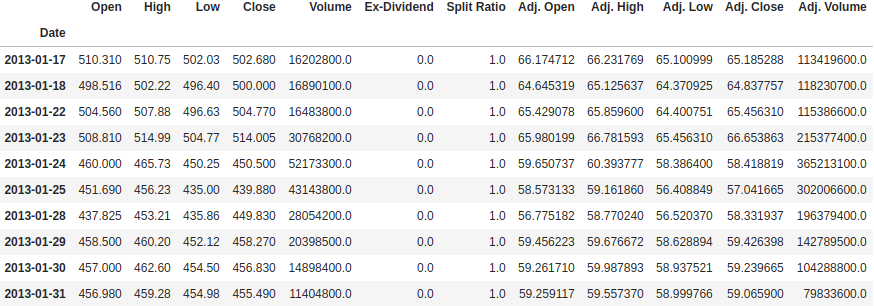 Open High Low Close Volume Ex-Dividend Split Ratio Adj. Open Adj. High Adj. Low Adj. Close Adj. Volume
Date
2013-01-17 510.310 510.75 502.03 502.680 16202800.0 0.0 1.0 66.174712 66.231769 65.100999 65.185288 113419600.0
2013-01-18 498.516 502.22 496.40 500.000 16890100.0 0.0 1.0 64.645319 65.125637 64.370925 64.837757 118230700.0
2013-01-22 504.560 507.88 496.63 504.770 16483800.0 0.0 1.0 65.429078 65.859600 64.400751 65.456310 115386600.0
2013-01-23 508.810 514.99 504.77 514.005 30768200.0 0.0 1.0 65.980199 66.781593 65.456310 66.653863 215377400.0
2013-01-24 460.000 465.73 450.25 450.500 52173300.0 0.0 1.0 59.650737 60.393777 58.386400 58.418819 365213100.0
2013-01-25 451.690 456.23 435.00 439.880 43143800.0 0.0 1.0 58.573133 59.161860 56.408849 57.041665 302006600.0
2013-01-28 437.825 453.21 435.86 449.830 28054200.0 0.0 1.0 56.775182 58.770240 56.520370 58.331937 196379400.0
2013-01-29 458.500 460.20 452.12 458.270 20398500.0 0.0 1.0 59.456223 59.676672 58.628894 59.426398 142789500.0
2013-01-30 457.000 462.60 454.50 456.830 14898400.0 0.0 1.0 59.261710 59.987893 58.937521 59.239665 104288800.0
2013-01-31 456.980 459.28 454.98 455.490 11404800.0 0.0 1.0 59.259117 59.557370 58.999766 59.065900 79833600.0